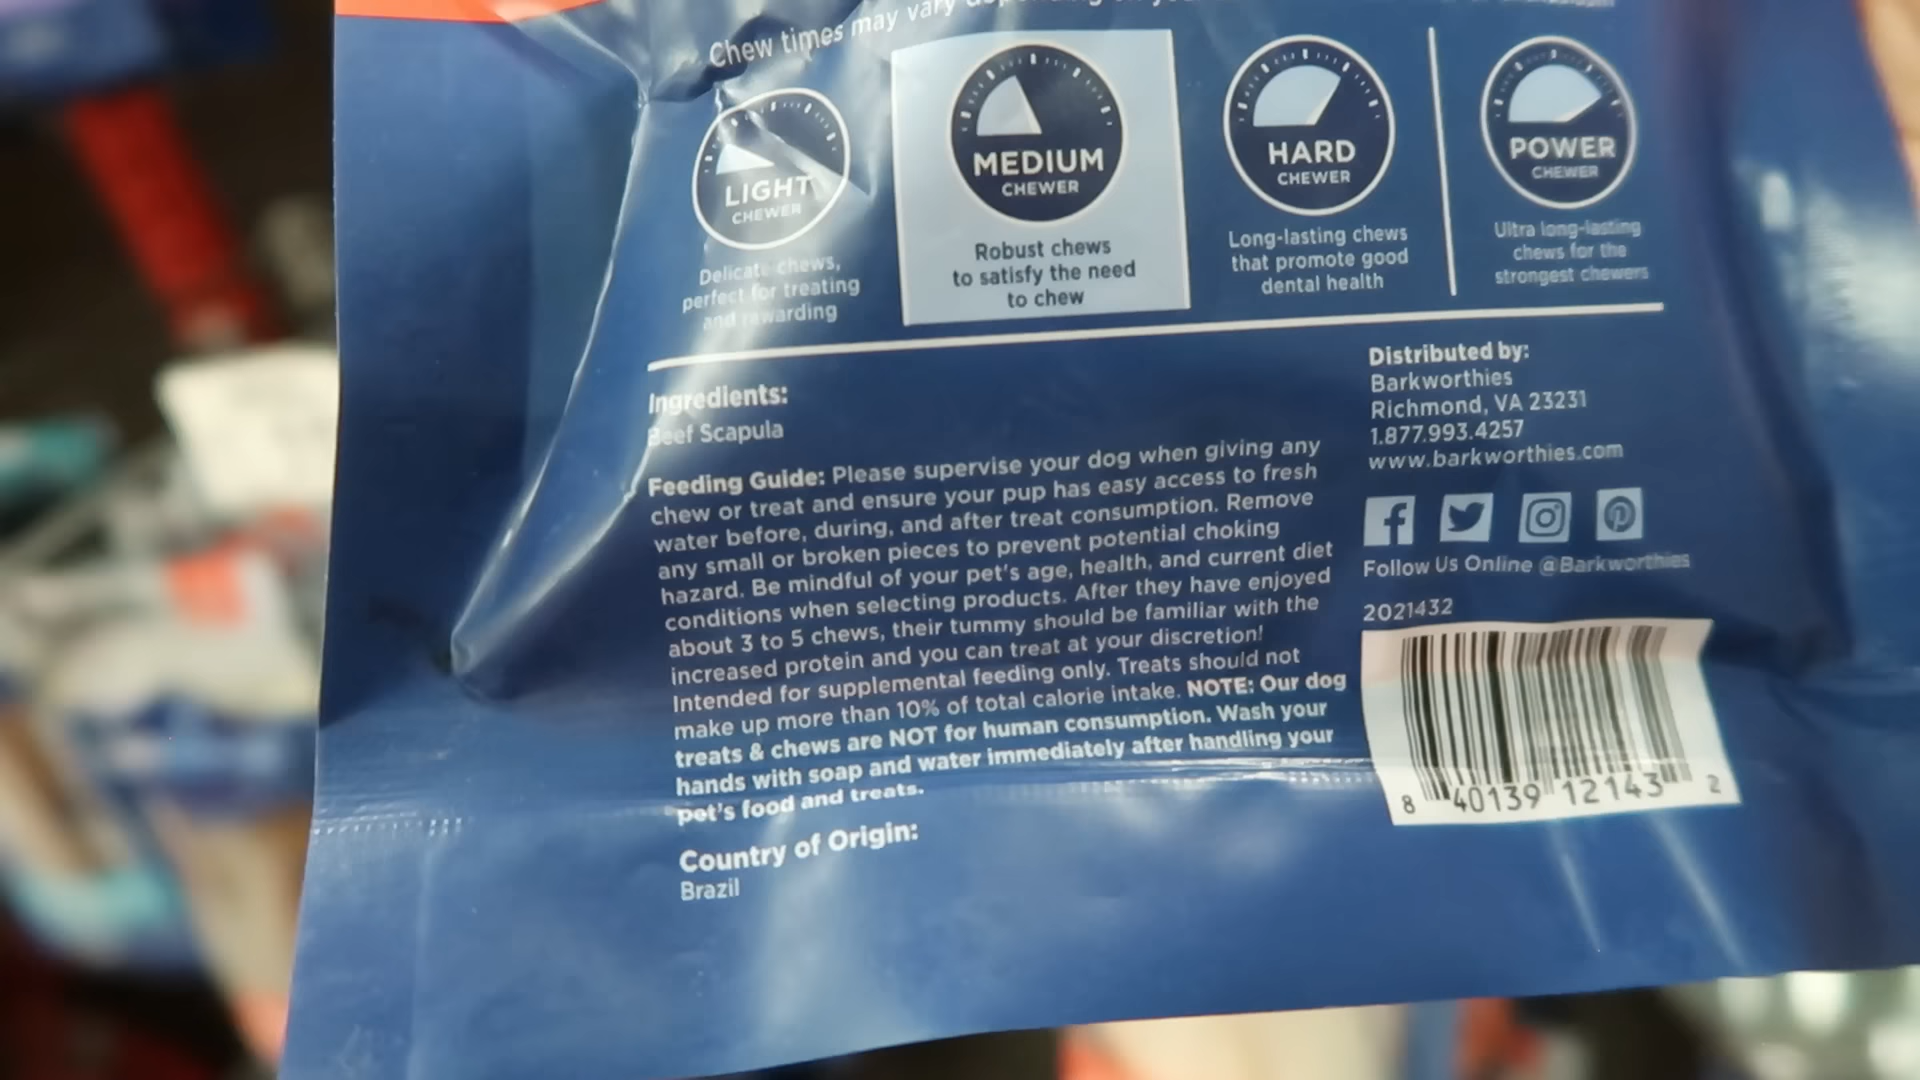 Chew times may vary
LIGHT
CHEWER
Delicate chews,
perfect for treating
and rewarding
MEDIUM
CHEWER
Robust chews
to satisfy the need
to chew
HARD
CHEWER
Long-lasting chews
that promote good
dental health
POWER
CHEWER
Ultra long-lasting
chews for the
strongest chewers
Ingredients:
Beef Scapula
Feeding Guide: Please supervise your dog when giving any
chew or treat and ensure your pup has easy access to fresh
water before, during, and after treat consumption. Remove
any small or broken pieces to prevent potential choking
hazard. Be mindful of your pet's age, health, and current diet
conditions when selecting products. After they have enjoyed
about 3 to 5 chews, their tummy should be familiar with the
increased protein and you can treat at your discretion!
Intended for supplemental feeding only. Treats should not
make up more than 10% of total calorie intake. NOTE: Our dog
treats & chews are NOT for human consumption. Wash your
hands with soap and water immediately after handling your
pet's food and treats.
Country of Origin:
Brazil
Distributed by:
Barkworthies
Richmond, VA 23231
1.877.993.4257
www.barkworthies.com
Follow Us Online @Barkworthies
2021432
8 40139 12143 2